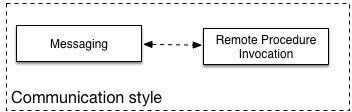 Messaging
Remote Procedure
Invocation
Communication style